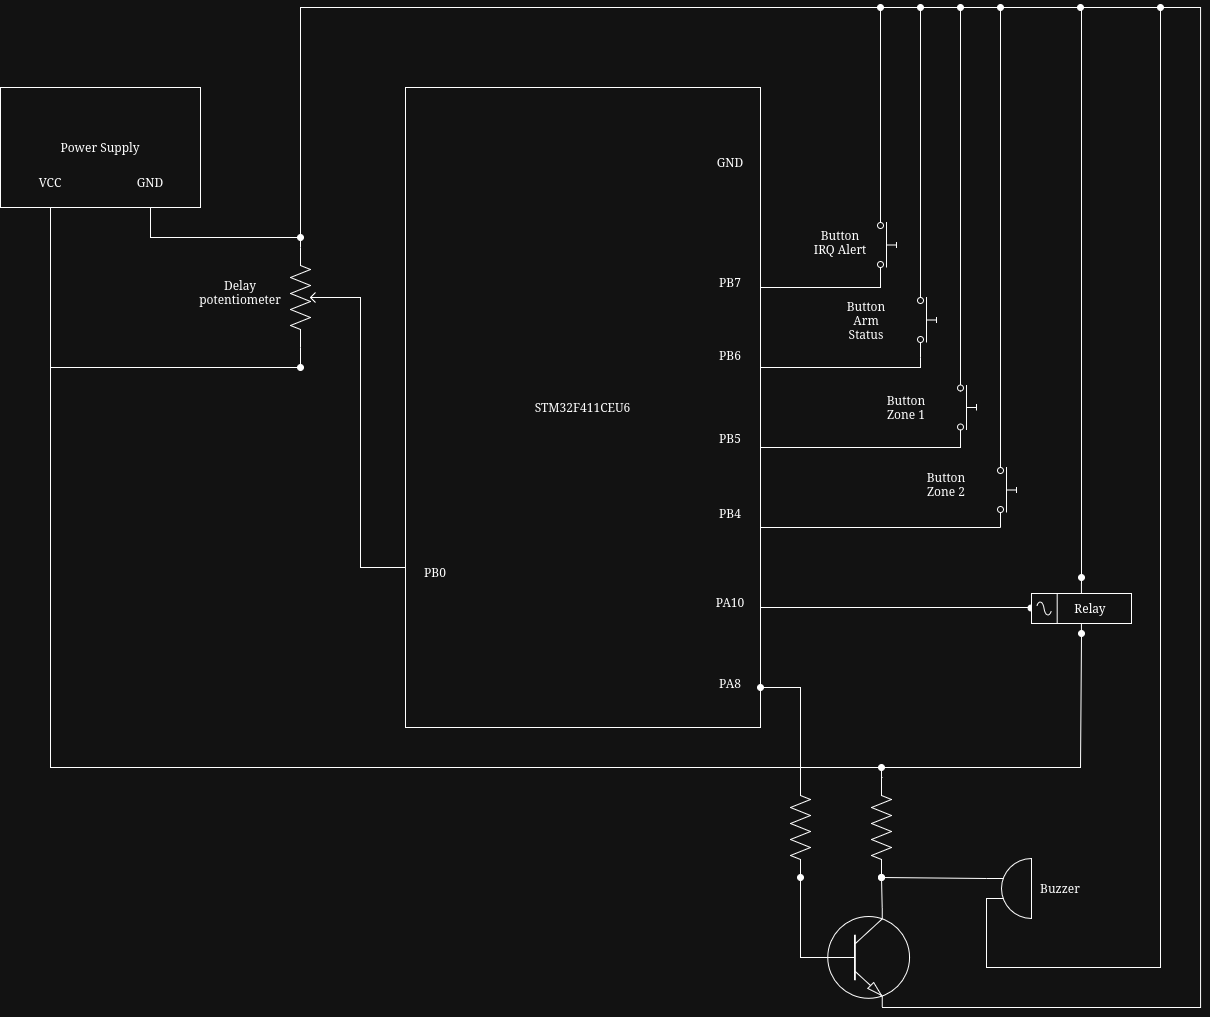 Power Supply
VCC
GND
Delay
potentiometer
STM32F411CEU6
GND
PB7
PB6
PB5
PB4
PA10
PA8
PB0
Button
IRQ Alert
Button
Arm
Status
Button
Zone 1
Button
Zone 2
Relay
Buzzer